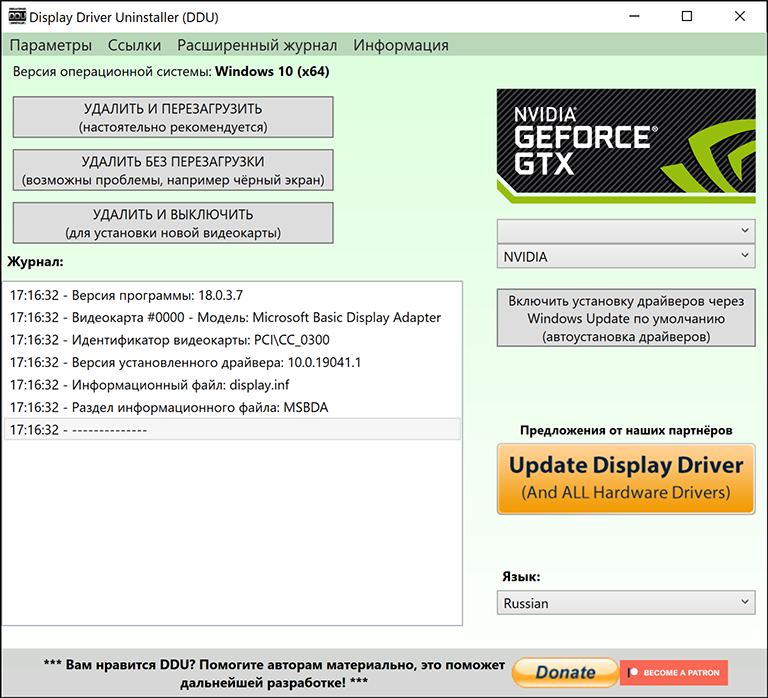 Display Driver Uninstaller (DDU)
Параметры Ссылки Расширенный журнал Информация
Версия операционной системы: Windows 10 (x64)
УДАЛИТЬ И ПЕРЕЗАГРУЗИТЬ
(настоятельно рекомендуется)
УДАЛИТЬ БЕЗ ПЕРЕЗАГРУЗКИ
(возможны проблемы, например чёрный экран)
УДАЛИТЬ И ВЫКЛЮЧИТЬ
(для установки новой видеокарты)
Журнал:
17:16:32 - Версия программы: 18.0.3.7
17:16:32 - Видеокарта #0000 - Модель: Microsoft Basic Display Adapter
17:16:32 - Идентификатор видеокарты: PCI\CC_0300
17:16:32 - Версия установленного драйвера: 10.0.19041.1
17:16:32 - Информационный файл: display.inf
17:16:32 - Раздел информационного файла: MSBDA
17:16:32 - --------------
NVIDIA®
GEFORCE®
GTX
NVIDIA
Включить установку драйверов через
Windows Update по умолчанию
(автоустановка драйверов)
Предложения от наших партнёров
Update Display Driver
(And ALL Hardware Drivers)
Язык:
Russian
*** Вам нравится DDU? Помогите авторам материально, это поможет
дальнейшей разработке! ***
Donate
BECOME A PATRON